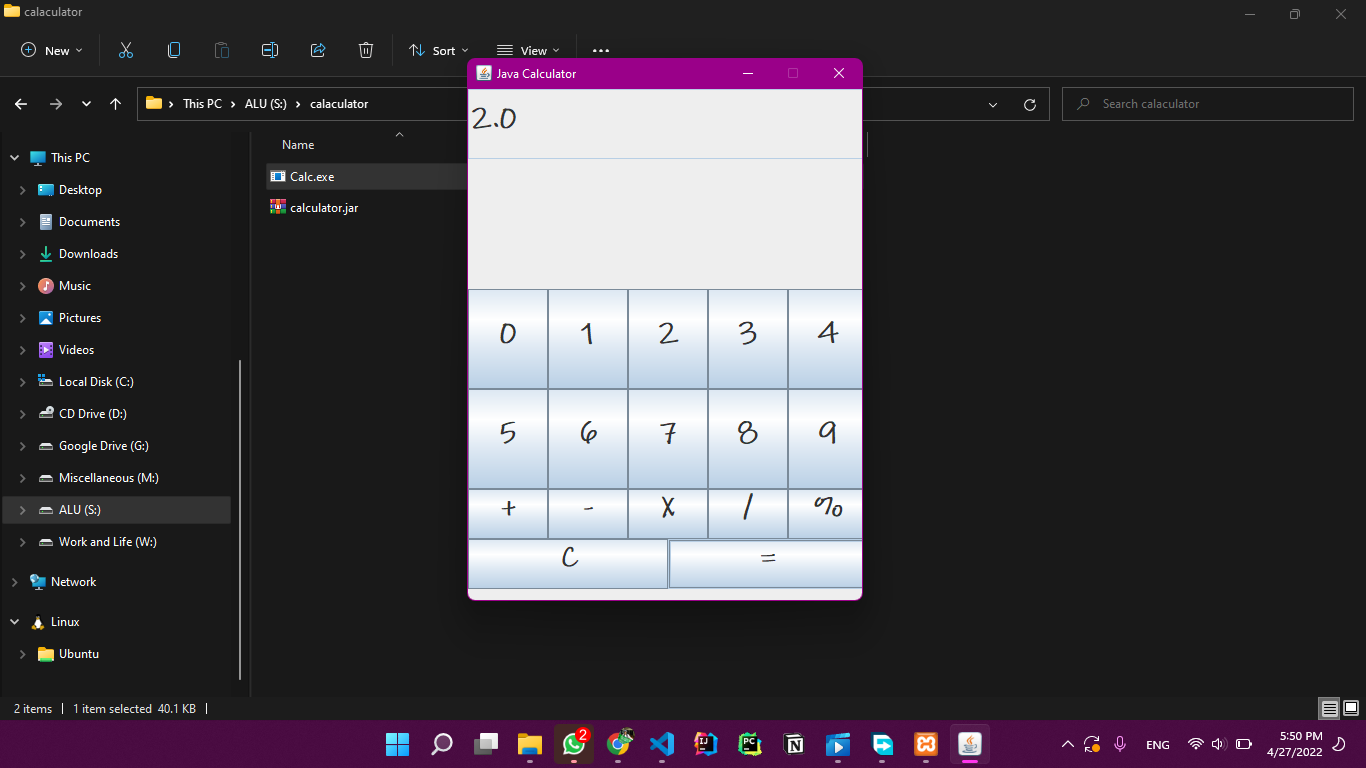 calaculator
New
Sort
View
This PC
ALU (S:)
calaculator
Search calaculator
This PC
Desktop
Documents
Downloads
Music
Pictures
Videos
Local Disk (C:)
CD Drive (D:)
Google Drive (G:)
Miscellaneous (M:)
ALU (S:)
Work and Life (W:)
Network
Linux
Ubuntu
Name
Calc.exe
calculator.jar
Java Calculator
2.0
0 1 2 3 4
5 6 7 8 9
+ - X / %
C =
2 items | 1 item selected 40.1 KB |
2
IJ
PC
N
ENG
5:50 PM
4/27/2022